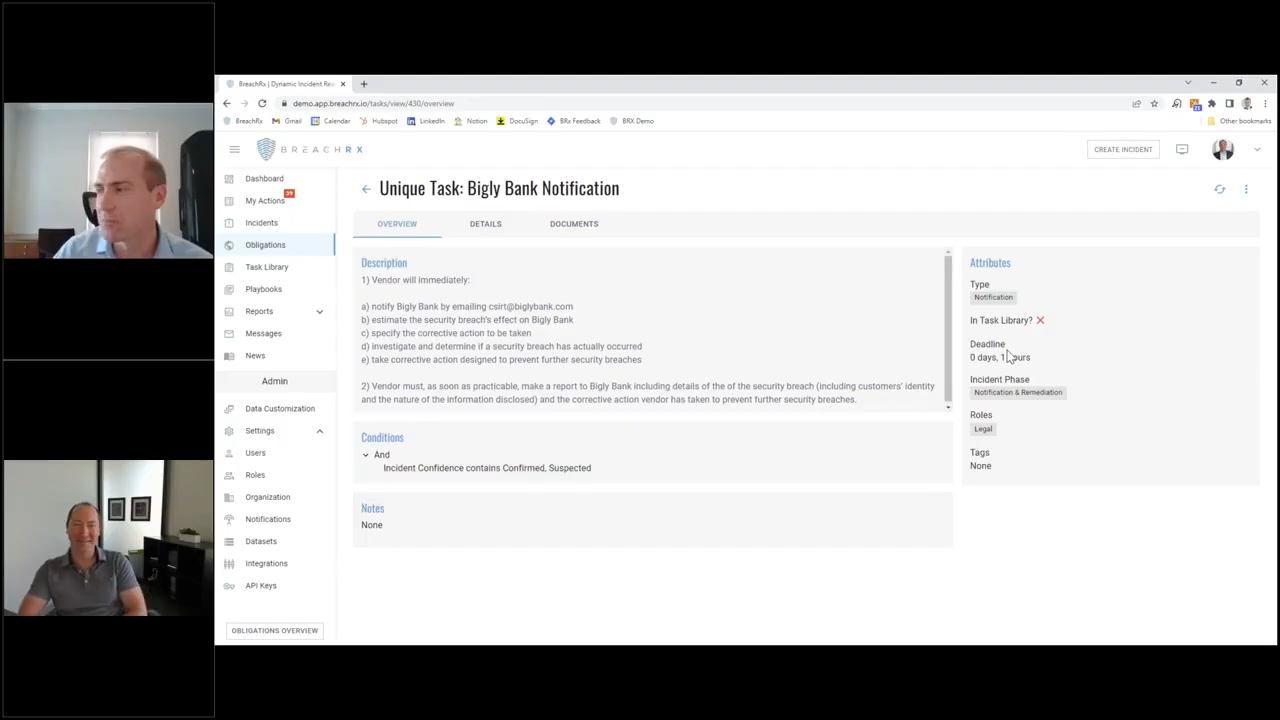 BreachRx | Dynamic Incident Res
demo.app.breachrx.io/tasks/view/430/overview
BreachRx
Gmail
Calendar
Hubspot
LinkedIn
Notion
DocuSign
BRx Feedback
BRX Demo
Other bookmarks
BREACHRX
CREATE INCIDENT
Dashboard
My Actions
39
Incidents
Obligations
Task Library
Playbooks
Reports
Messages
News
Admin
Data Customization
Settings
Users
Roles
Organization
Notifications
Datasets
Integrations
API Keys
OBLIGATIONS OVERVIEW
Unique Task: Bigly Bank Notification
OVERVIEW
DETAILS
DOCUMENTS
Description
1) Vendor will immediately:
a) notify Bigly Bank by emailing csirt@biglybank.com
b) estimate the security breach's effect on Bigly Bank
c) specify the corrective action to be taken
d) investigate and determine if a security breach has actually occurred
e) take corrective action designed to prevent further security breaches
2) Vendor must, as soon as practicable, make a report to Bigly Bank including details of the of the security breach (including customers' identity
and the nature of the information disclosed) and the corrective action vendor has taken to prevent further security breaches.
Conditions
And
Incident Confidence contains Confirmed, Suspected
Notes
None
Attributes
Type
Notification
In Task Library?
Deadline
0 days,
Incident Phase
Notification & Remediation
Roles
Legal
Tags
None